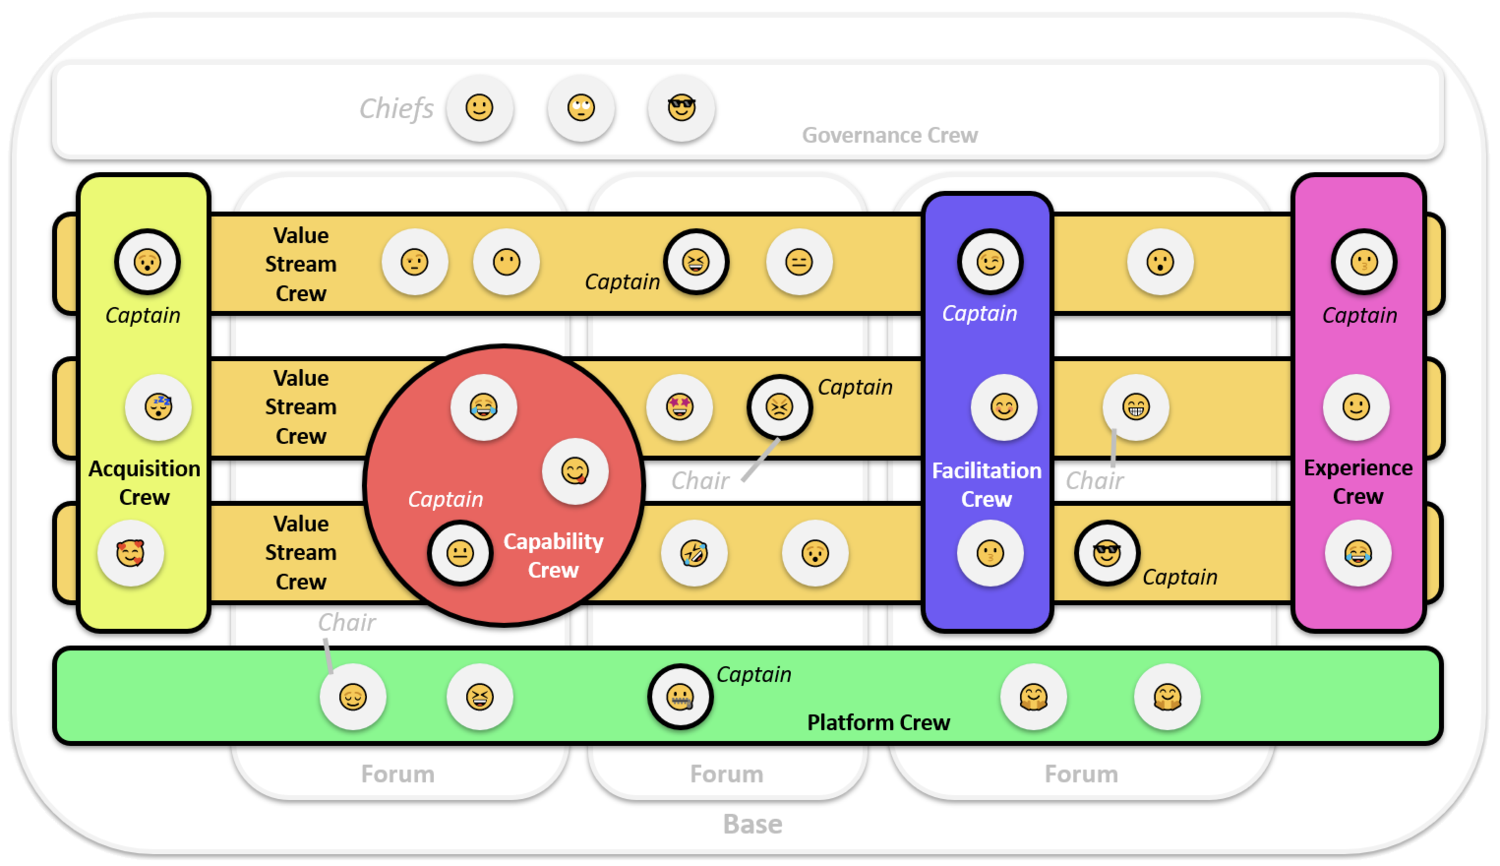 Chiefs
Governance Crew
Value
Stream
Crew
Captain
Captain
Captain
Captain
Value
Stream
Crew
Captain
Acquisition
Crew
Chair
Facilitation
Crew
Chair
Experience
Crew
Captain
Capability
Crew
Value
Stream
Crew
Captain
Chair
Captain
Platform Crew
Forum
Forum
Forum
Base